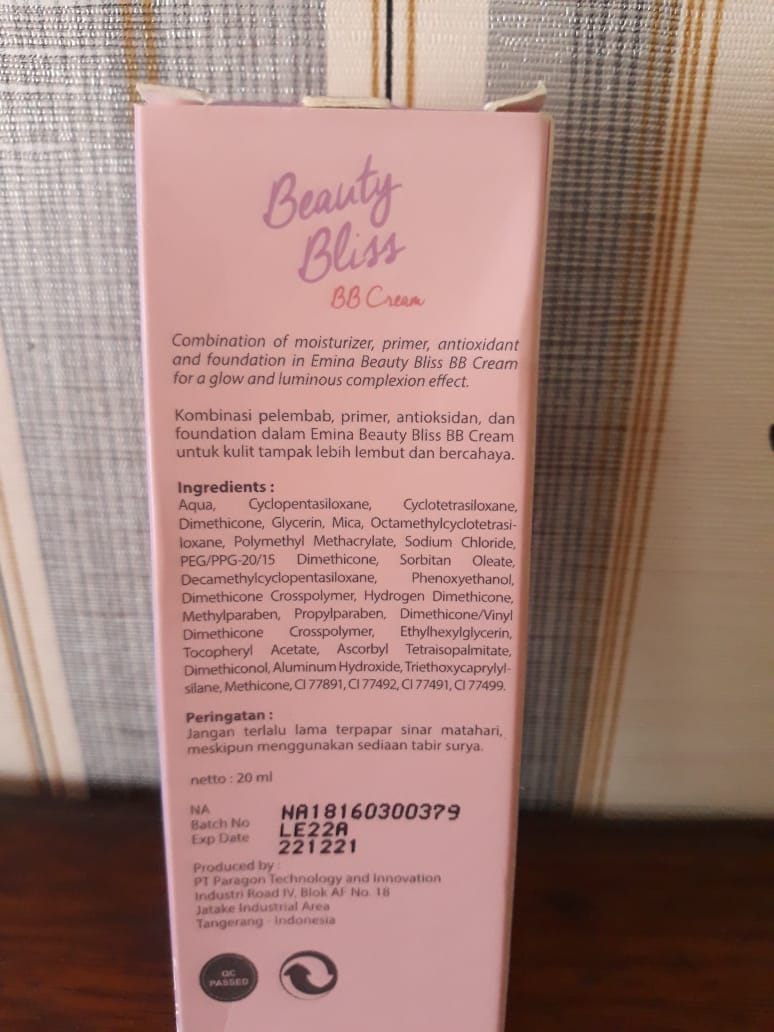 Beauty
Bliss
BB Cream
Combination of moisturizer, primer, antioxidant
and foundation in Emina Beauty Bliss BB Cream
for a glow and luminous complexion effect.
Kombinasi pelembab, primer, antioksidan, dan
foundation dalam Emina Beauty Bliss BB Cream
untuk kulit tampak lebih lembut dan bercahaya.
Ingredients :
Aqua, Cyclopentasiloxane, Cyclotetrasiloxane,
Dimethicone, Glycerin, Mica, Octamethylcyclotetrasi-
loxane, Polymethyl Methacrylate, Sodium Chloride,
PEG/PPG-20/15 Dimethicone, Sorbitan Oleate,
Decamethylcyclopentasiloxane, Phenoxyethanol,
Dimethicone Crosspolymer, Hydrogen Dimethicone,
Methylparaben, Propylparaben, Dimethicone/Vinyl
Dimethicone Crosspolymer, Ethylhexylglycerin,
Tocopheryl Acetate, Ascorbyl Tetraisopalmitate,
Dimethiconol, Aluminum Hydroxide, Triethoxycaprylyl-
silane, Methicone, CI 77891, CI 77492, CI 77491, CI 77499.
Peringatan :
Jangan terlalu lama terpapar sinar matahari,
meskipun menggunakan sediaan tabir surya.
netto : 20 ml
NA NA18160300379
Batch No LE22A
Exp Date 221221
Produced by :
PT Paragon Technology and Innovation
Industri Road IV, Blok AF No. 18
Jatake Industrial Area
Tangerang - Indonesia
QC
PASSED